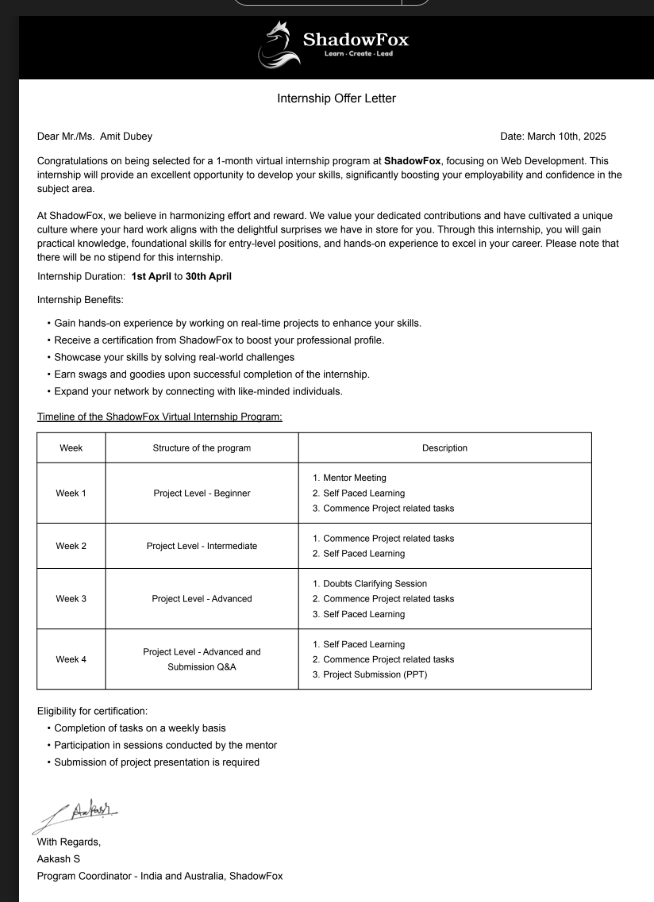 ShadowFox
Learn - Create - Lead
Internship Offer Letter
Dear Mr./Ms. Amit Dubey
Date: March 10th, 2025
Congratulations on being selected for a 1-month virtual internship program at ShadowFox, focusing on Web Development. This
internship will provide an excellent opportunity to develop your skills, significantly boosting your employability and confidence in the
subject area.
At ShadowFox, we believe in harmonizing effort and reward. We value your dedicated contributions and have cultivated a unique
culture where your hard work aligns with the delightful surprises we have in store for you. Through this internship, you will gain
practical knowledge, foundational skills for entry-level positions, and hands-on experience to excel in your career. Please note that
there will be no stipend for this internship.
Internship Duration: 1st April to 30th April
Internship Benefits:
• Gain hands-on experience by working on real-time projects to enhance your skills.
• Receive a certification from ShadowFox to boost your professional profile.
• Showcase your skills by solving real-world challenges
• Earn swags and goodies upon successful completion of the internship.
• Expand your network by connecting with like-minded individuals.
Timeline of the ShadowFox Virtual Internship Program:
Week
Structure of the program
Description
Week 1
Project Level - Beginner
1. Mentor Meeting
2. Self Paced Learning
3. Commence Project related tasks
Week 2
Project Level - Intermediate
1. Commence Project related tasks
2. Self Paced Learning
Week 3
Project Level - Advanced
1. Doubts Clarifying Session
2. Commence Project related tasks
3. Self Paced Learning
Week 4
Project Level - Advanced and
Submission Q&A
1. Self Paced Learning
2. Commence Project related tasks
3. Project Submission (PPT)
Eligibility for certification:
• Completion of tasks on a weekly basis
• Participation in sessions conducted by the mentor
• Submission of project presentation is required
With Regards,
Aakash S
Program Coordinator - India and Australia, ShadowFox